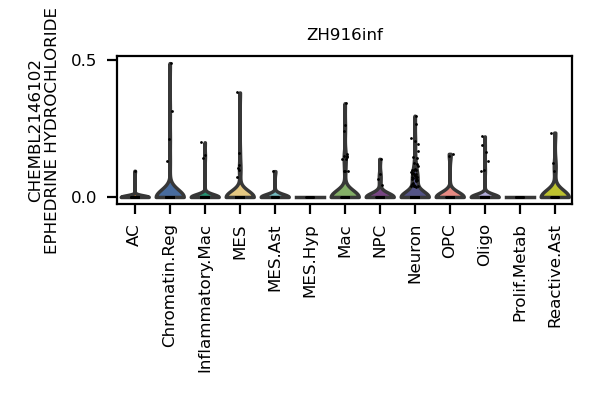 ZH916inf
CHEMBL2146102
EPHEDRINE HYDROCHLORIDE
0.5
0.0
AC
Chromatin.Reg
Inflammatory.Mac
MES
MES.Ast
MES.Hyp
Mac
NPC
Neuron
OPC
Oligo
Prolif.Metab
Reactive.Ast